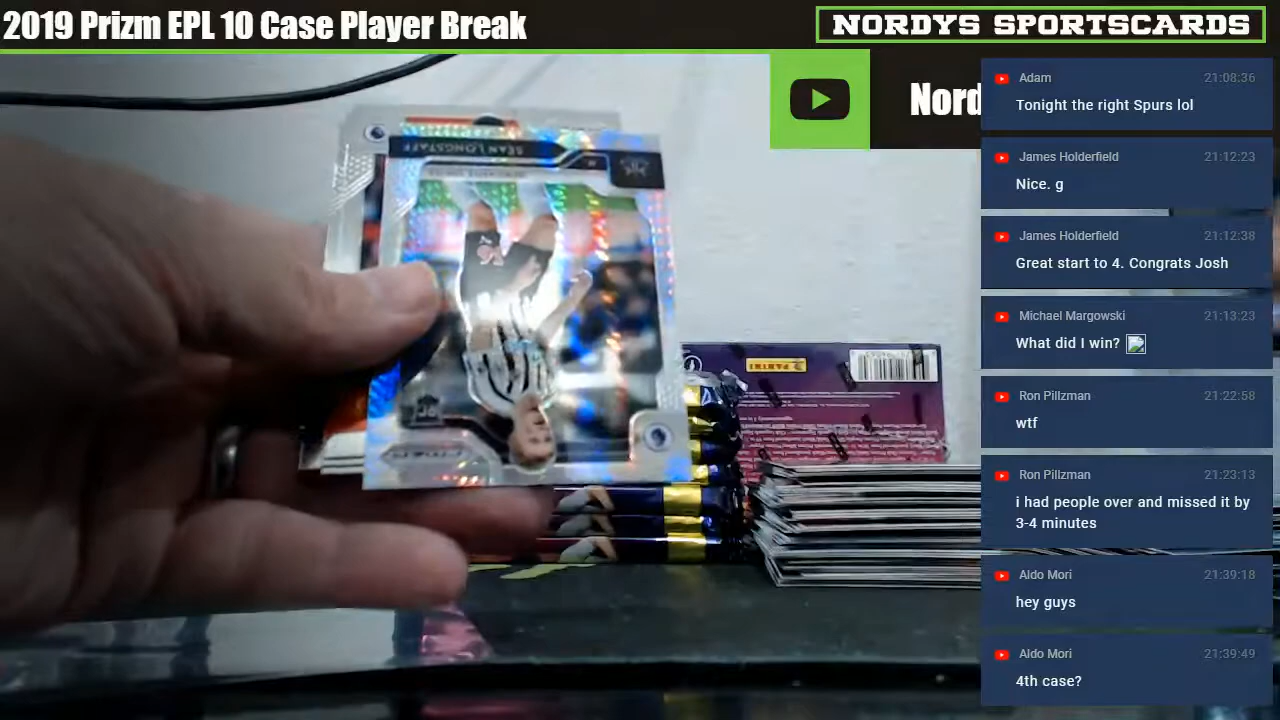 2019 Prizm EPL 10 Case Player Break
NORDYS SPORTSCARDS
Nord
Adam 21:08:36
Tonight the right Spurs lol
James Holderfield 21:12:23
Nice. g
James Holderfield 21:12:38
Great start to 4. Congrats Josh
Michael Margowski 21:13:23
What did I win?
Ron Pillzman 21:22:58
wtf
Ron Pillzman 21:23:13
i had people over and missed it by
3-4 minutes
Aldo Mori 21:39:18
hey guys
Aldo Mori 21:39:49
4th case?
SEAN LONGSTAFF
RC
PRIZM
PANINI